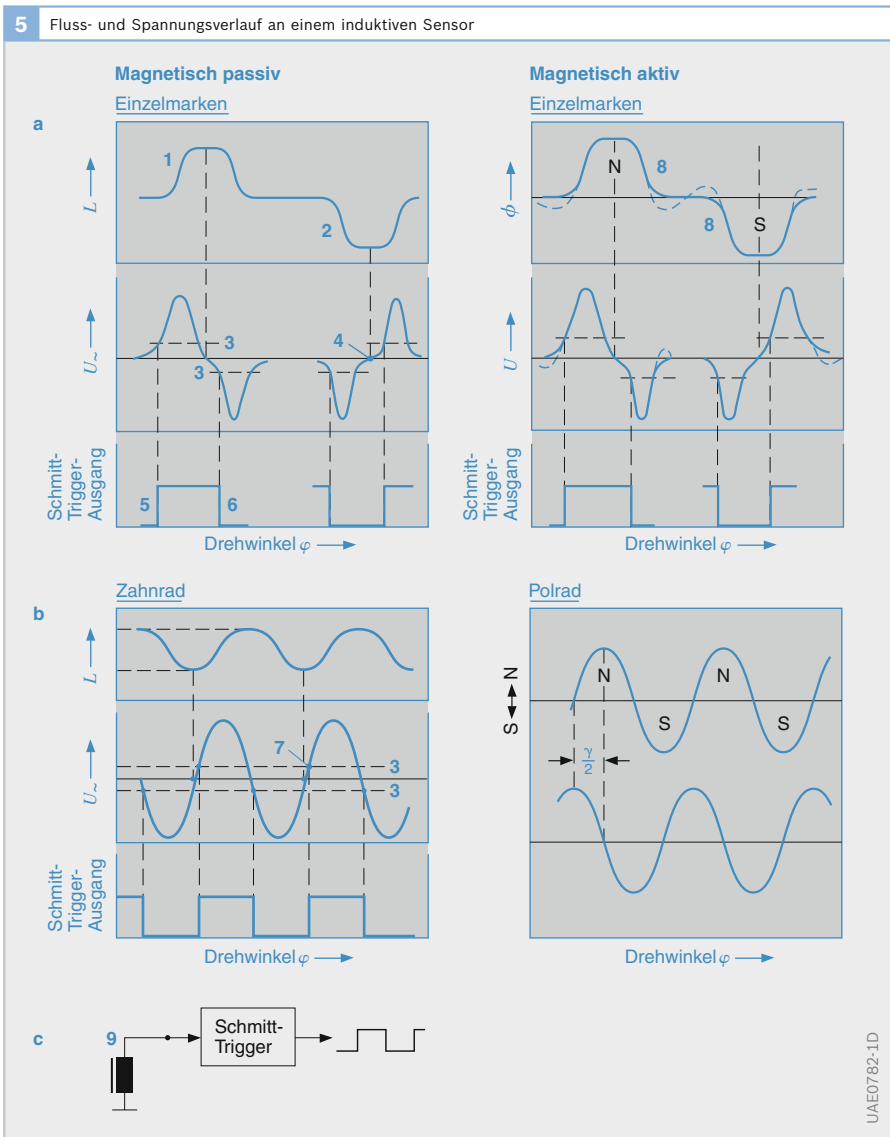 5 Fluss- und Spannungsverlauf an einem induktiven Sensor
Magnetisch passiv
Einzelmarken
a
L
1
2
U~
3
3
4
Schmitt-
Trigger-
Ausgang
5
6
Drehwinkel φ
Magnetisch aktiv
Einzelmarken
ϕ
N
8
8
S
U
Schmitt-
Trigger-
Ausgang
Drehwinkel φ
b
Zahnrad
L
U~
7
3
3
Schmitt-
Trigger-
Ausgang
Drehwinkel φ
Polrad
S N
N
N
S
S
γ/2
Drehwinkel φ
c
9
Schmitt-
Trigger
UAE0782-1D